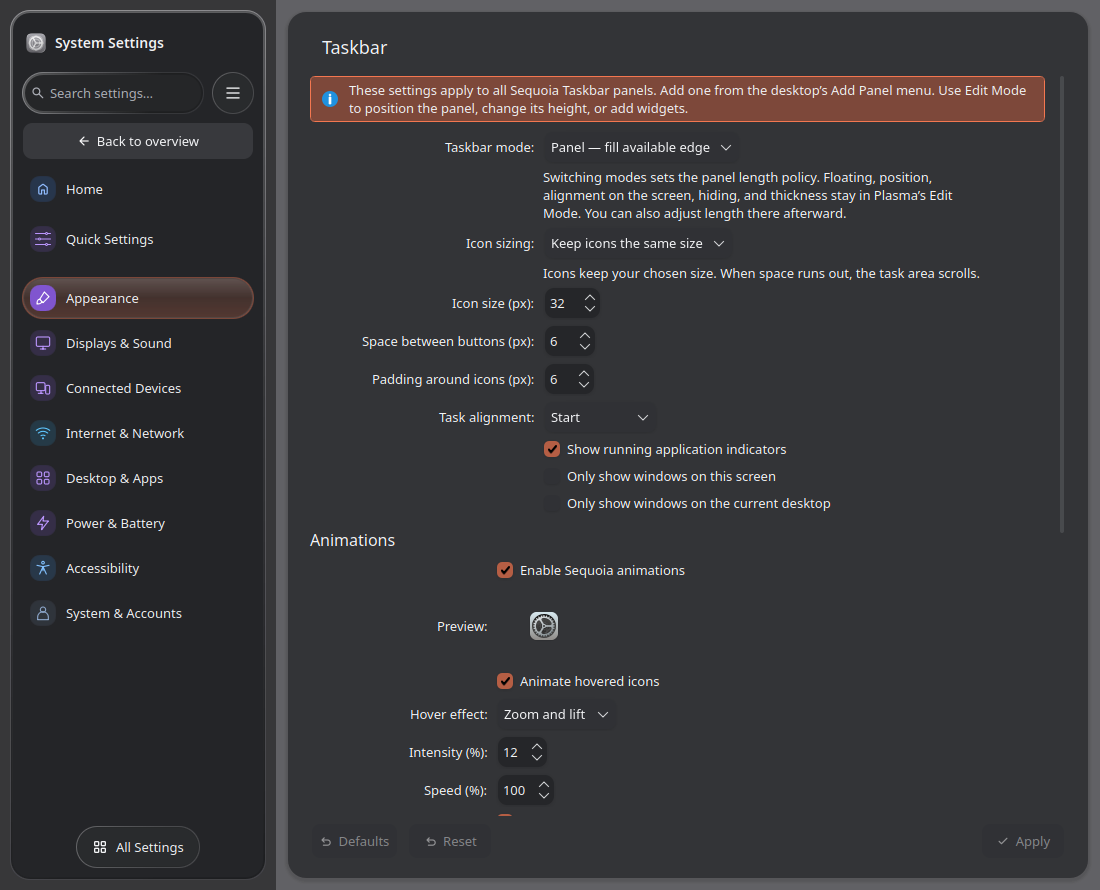 System Settings
Search settings...
Back to overview
Home
Quick Settings
Appearance
Displays & Sound
Connected Devices
Internet & Network
Desktop & Apps
Power & Battery
Accessibility
System & Accounts
All Settings
Taskbar
These settings apply to all Sequoia Taskbar panels. Add one from the desktop's Add Panel menu. Use Edit Mode
to position the panel, change its height, or add widgets.
Taskbar mode: Panel — fill available edge
Switching modes sets the panel length policy. Floating, position,
alignment on the screen, hiding, and thickness stay in Plasma's Edit
Mode. You can also adjust length there afterward.
Icon sizing: Keep icons the same size
Icons keep your chosen size. When space runs out, the task area scrolls.
Icon size (px): 32
Space between buttons (px): 6
Padding around icons (px): 6
Task alignment: Start
Show running application indicators
Only show windows on this screen
Only show windows on the current desktop
Animations
Enable Sequoia animations
Preview:
Animate hovered icons
Hover effect: Zoom and lift
Intensity (%): 12
Speed (%): 100
Defaults Reset Apply